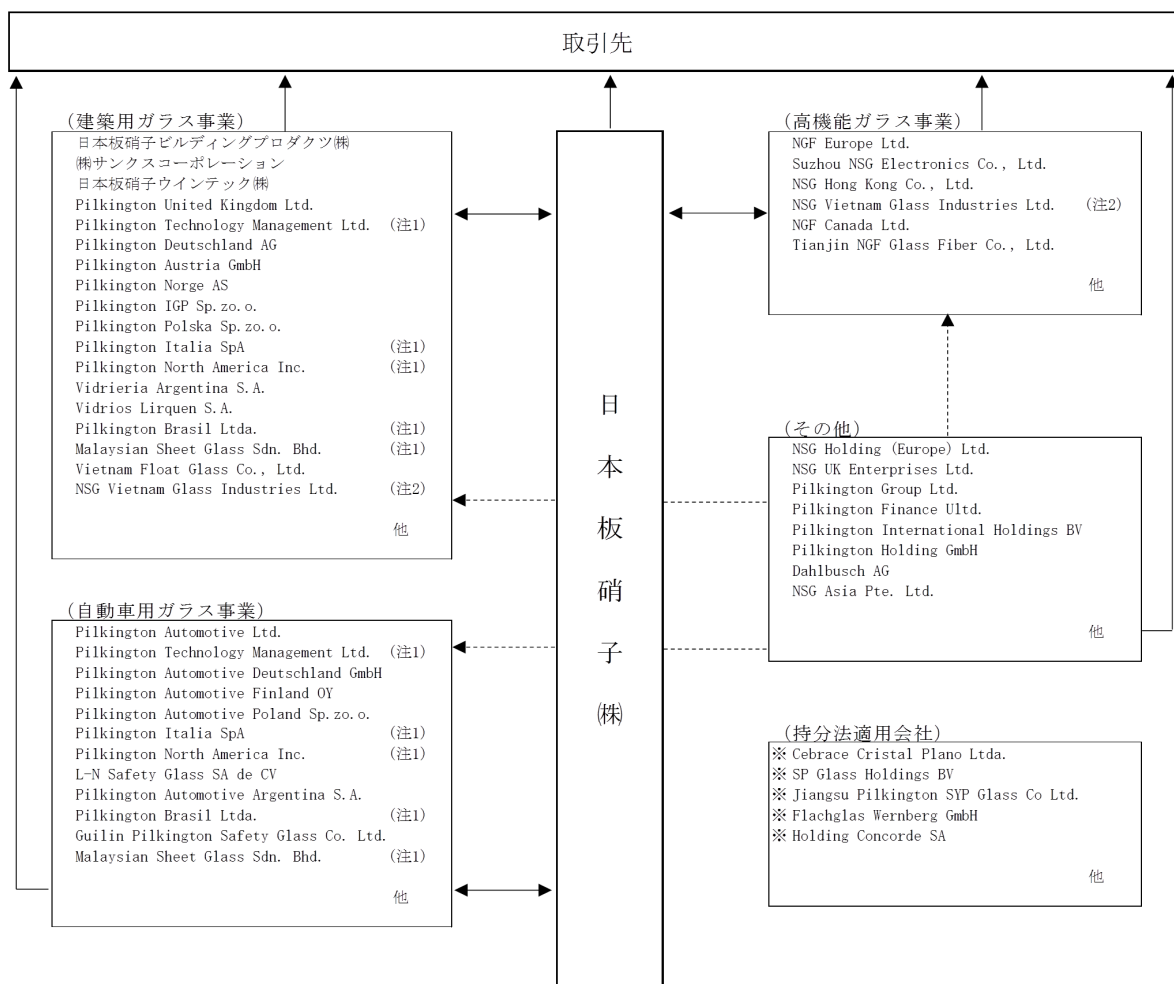 取引先
(建築用ガラス事業)
日本板硝子ビルディングプロダクツ㈱
㈱サンクスコーポレーション
日本板硝子ウインテック㈱
Pilkington United Kingdom Ltd.
Pilkington Technology Management Ltd. (注1)
Pilkington Deutschland AG
Pilkington Austria GmbH
Pilkington Norge AS
Pilkington IGP Sp.zo.o.
Pilkington Polska Sp.zo.o.
Pilkington Italia SpA (注1)
Pilkington North America Inc. (注1)
Vidrieria Argentina S.A.
Vidrios Lirquen S.A.
Pilkington Brasil Ltda. (注1)
Malaysian Sheet Glass Sdn. Bhd. (注1)
Vietnam Float Glass Co., Ltd.
NSG Vietnam Glass Industries Ltd. (注2)
他
(自動車用ガラス事業)
Pilkington Automotive Ltd.
Pilkington Technology Management Ltd. (注1)
Pilkington Automotive Deutschland GmbH
Pilkington Automotive Finland OY
Pilkington Automotive Poland Sp.zo.o.
Pilkington Italia SpA (注1)
Pilkington North America Inc. (注1)
L-N Safety Glass SA de CV
Pilkington Automotive Argentina S.A.
Pilkington Brasil Ltda. (注1)
Guilin Pilkington Safety Glass Co. Ltd.
Malaysian Sheet Glass Sdn. Bhd. (注1)
他
日本板硝子㈱
(高機能ガラス事業)
NGF Europe Ltd.
Suzhou NSG Electronics Co., Ltd.
NSG Hong Kong Co., Ltd.
NSG Vietnam Glass Industries Ltd. (注2)
NGF Canada Ltd.
Tianjin NGF Glass Fiber Co., Ltd.
他
(その他)
NSG Holding (Europe) Ltd.
NSG UK Enterprises Ltd.
Pilkington Group Ltd.
Pilkington Finance Ultd.
Pilkington International Holdings BV
Pilkington Holding GmbH
Dahlbusch AG
NSG Asia Pte. Ltd.
他
(持分法適用会社)
※ Cebrace Cristal Plano Ltda.
※ SP Glass Holdings BV
※ Jiangsu Pilkington SYP Glass Co Ltd.
※ Flachglas Wernberg GmbH
※ Holding Concorde SA
他